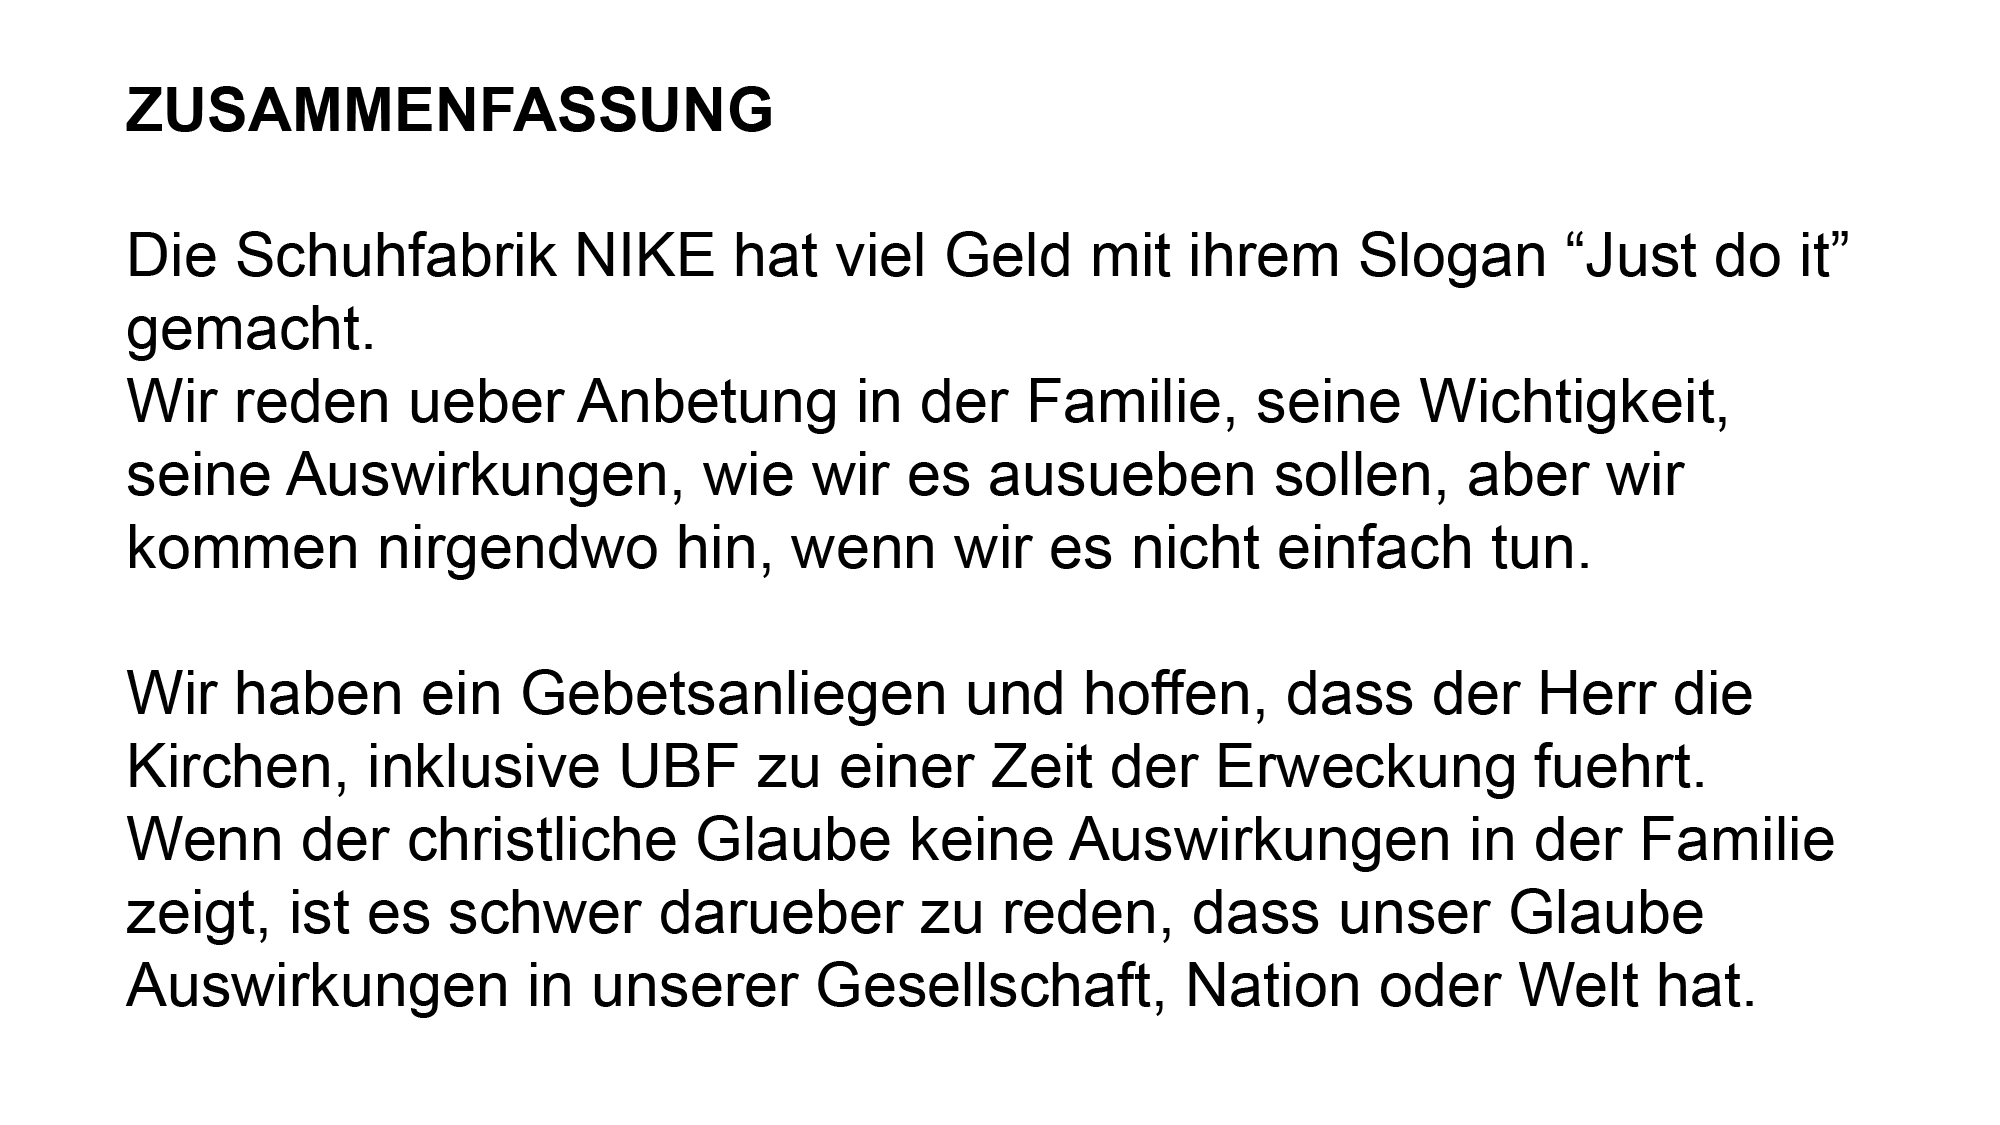 ZUSAMMENFASSUNG
Die Schuhfabrik NIKE hat viel Geld mit ihrem Slogan “Just do it”
gemacht.
Wir reden ueber Anbetung in der Familie, seine Wichtigkeit,
seine Auswirkungen, wie wir es ausueben sollen, aber wir
kommen nirgendwo hin, wenn wir es nicht einfach tun.
Wir haben ein Gebetsanliegen und hoffen, dass der Herr die
Kirchen, inklusive UBF zu einer Zeit der Erweckung fuehrt.
Wenn der christliche Glaube keine Auswirkungen in der Familie
zeigt, ist es schwer darueber zu reden, dass unser Glaube
Auswirkungen in unserer Gesellschaft, Nation oder Welt hat.